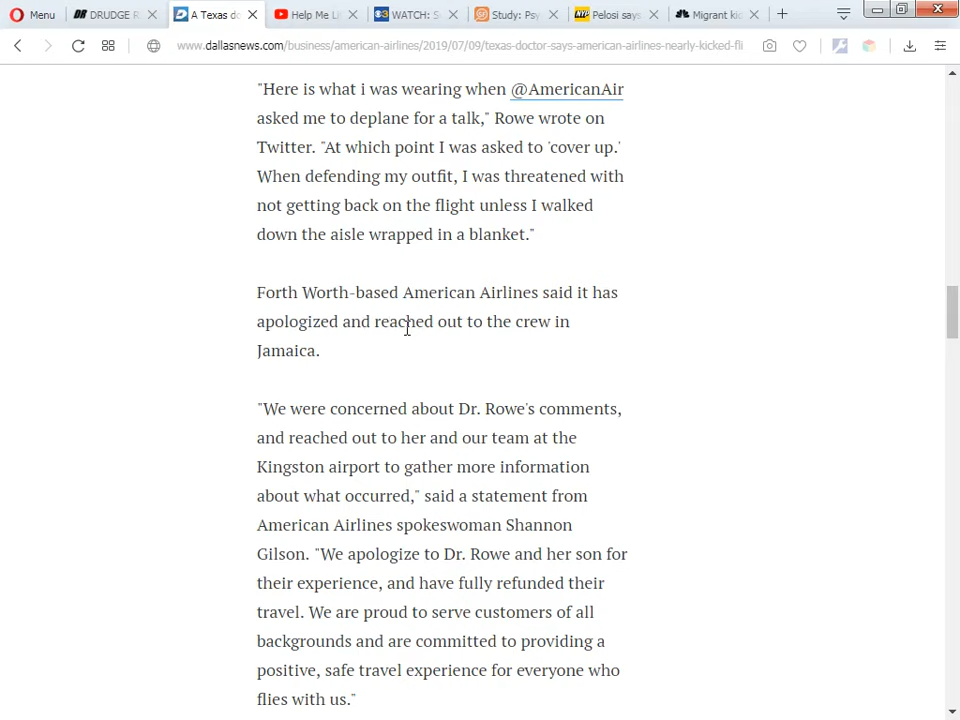 Menu
DRUDGE R
A Texas do
Help Me Li
WATCH: S
Study: Psy
Pelosi says
Migrant kid
www.dallasnews.com/business/american-airlines/2019/07/09/texas-doctor-says-american-airlines-nearly-kicked-fli
"Here is what i was wearing when @AmericanAir
asked me to deplane for a talk," Rowe wrote on
Twitter. "At which point I was asked to 'cover up.'
When defending my outfit, I was threatened with
not getting back on the flight unless I walked
down the aisle wrapped in a blanket."
Forth Worth-based American Airlines said it has
apologized and reached out to the crew in
Jamaica.
"We were concerned about Dr. Rowe's comments,
and reached out to her and our team at the
Kingston airport to gather more information
about what occurred," said a statement from
American Airlines spokeswoman Shannon
Gilson. "We apologize to Dr. Rowe and her son for
their experience, and have fully refunded their
travel. We are proud to serve customers of all
backgrounds and are committed to providing a
positive, safe travel experience for everyone who
flies with us."